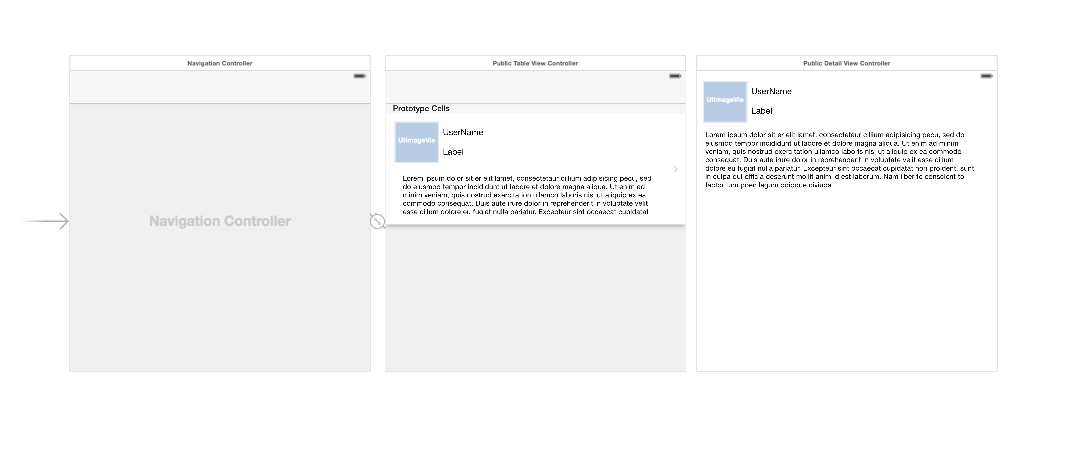 Navigation Controller
Public Table View Controller
Public Detail View Controller
Prototype Cells
UIImageVie
UserName
Label
Lorem ipsum dolor sit er elit lamet, consectetaur cillium adipisicing pecu, sed
do eiusmod tempor incididunt ut labore et dolore magna aliqua. Ut enim ad
minim veniam, quis nostrud exercitation ullamco laboris nisi ut aliquip ex ea
commodo consequat. Duis aute irure dolor in reprehenderit in voluptate velit
esse cillum dolore eu fugiat nulla pariatur. Excepteur sint occaecat cupidatat
UIImageVie
UserName
Label
Lorem ipsum dolor sit er elit lamet, consectetaur cillium adipisicing pecu, sed do
eiusmod tempor incididunt ut labore et dolore magna aliqua. Ut enim ad minim
veniam, quis nostrud exercitation ullamco laboris nisi ut aliquip ex ea commodo
consequat. Duis aute irure dolor in reprehenderit in voluptate velit esse cillum
dolore eu fugiat nulla pariatur. Excepteur sint occaecat cupidatat non proident, sunt
in culpa qui officia deserunt mollit anim id est laborum. Nam liber te conscient to
factor tum poen legum odioque civiuda.
Navigation Controller